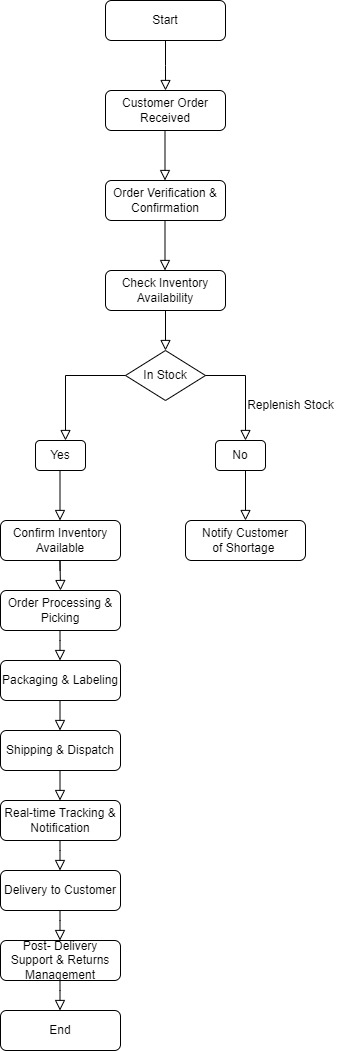 Start
Customer Order
Received
Order Verification &
Confirmation
Check Inventory
Availability
In Stock
Replenish Stock
Yes
No
Confirm Inventory
Available
Notify Customer
of Shortage
Order Processing &
Picking
Packaging & Labeling
Shipping & Dispatch
Real-time Tracking &
Notification
Delivery to Customer
Post- Delivery
Support & Returns
Management
End